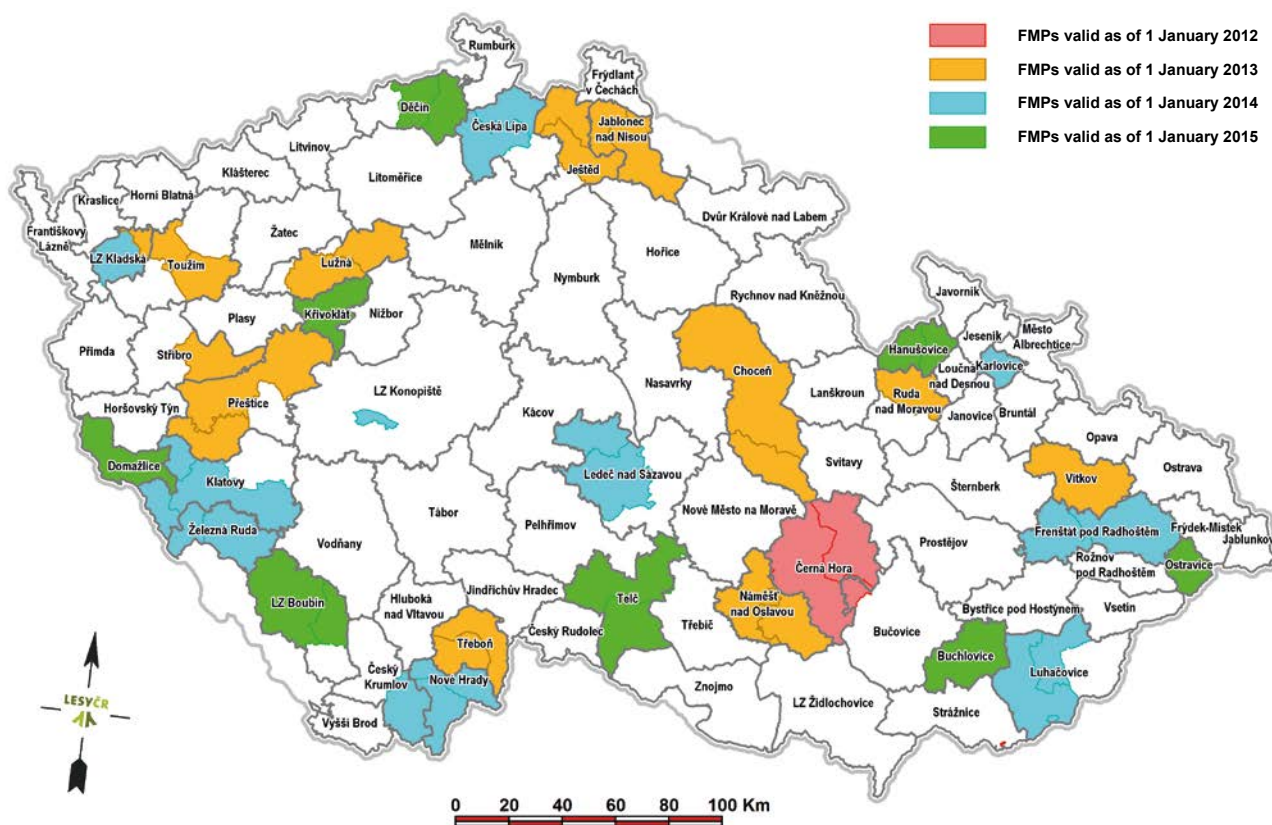 FMPs valid as of 1 January 2012
FMPs valid as of 1 January 2013
FMPs valid as of 1 January 2014
FMPs valid as of 1 January 2015
Rumburk
Frýdlant
v Čechách
Děčín
Česká Lípa
Jablonec
nad Nisou
Ještěd
Litvínov
Klášterec
Litoměřice
Horní Blatná
Kraslice
Františkovy
Lázně
LZ Kladská
Toužim
Žatec
Lužná
Mělník
Dvůr Králové nad Labem
Hořice
Nymburk
Rychnov nad Kněžnou
Javorník
Jeseník
Město
Albrechtice
Hanušovice
Loučná
nad Desnou
Karlovice
Křivoklát
Nižbor
Plasy
Přimda
Stříbro
Choceň
Nasavrky
Lanškroun
Ruda
nad Moravou
Janovice
Bruntál
Opava
Ostrava
LZ Konopiště
Přeštice
Horšovský Týn
Kácov
Domažlice
Klatovy
Ledeč nad Sázavou
Svitavy
Šternberk
Vítkov
Železná Ruda
Tábor
Pelhřimov
Nové Město na Moravě
Prostějov
Frenštát pod Radhoštěm
Frýdek-Místek
Jablunkov
Vodňany
Černá Hora
Rožnov
pod Radhoštěm
Ostravice
LZ Boubín
Hluboká
nad Vltavou
Jindřichův Hradec
Telč
Náměšť
nad Oslavou
Třebíč
Bučovice
Bystřice pod Hostýnem
Vsetín
Třeboň
Český Rudolec
Buchlovice
Luhačovice
Český
Krumlov
Nové Hrady
Znojmo
LZ Židlochovice
Strážnice
Vyšší Brod
LESYČR
0 20 40 60 80 100 Km